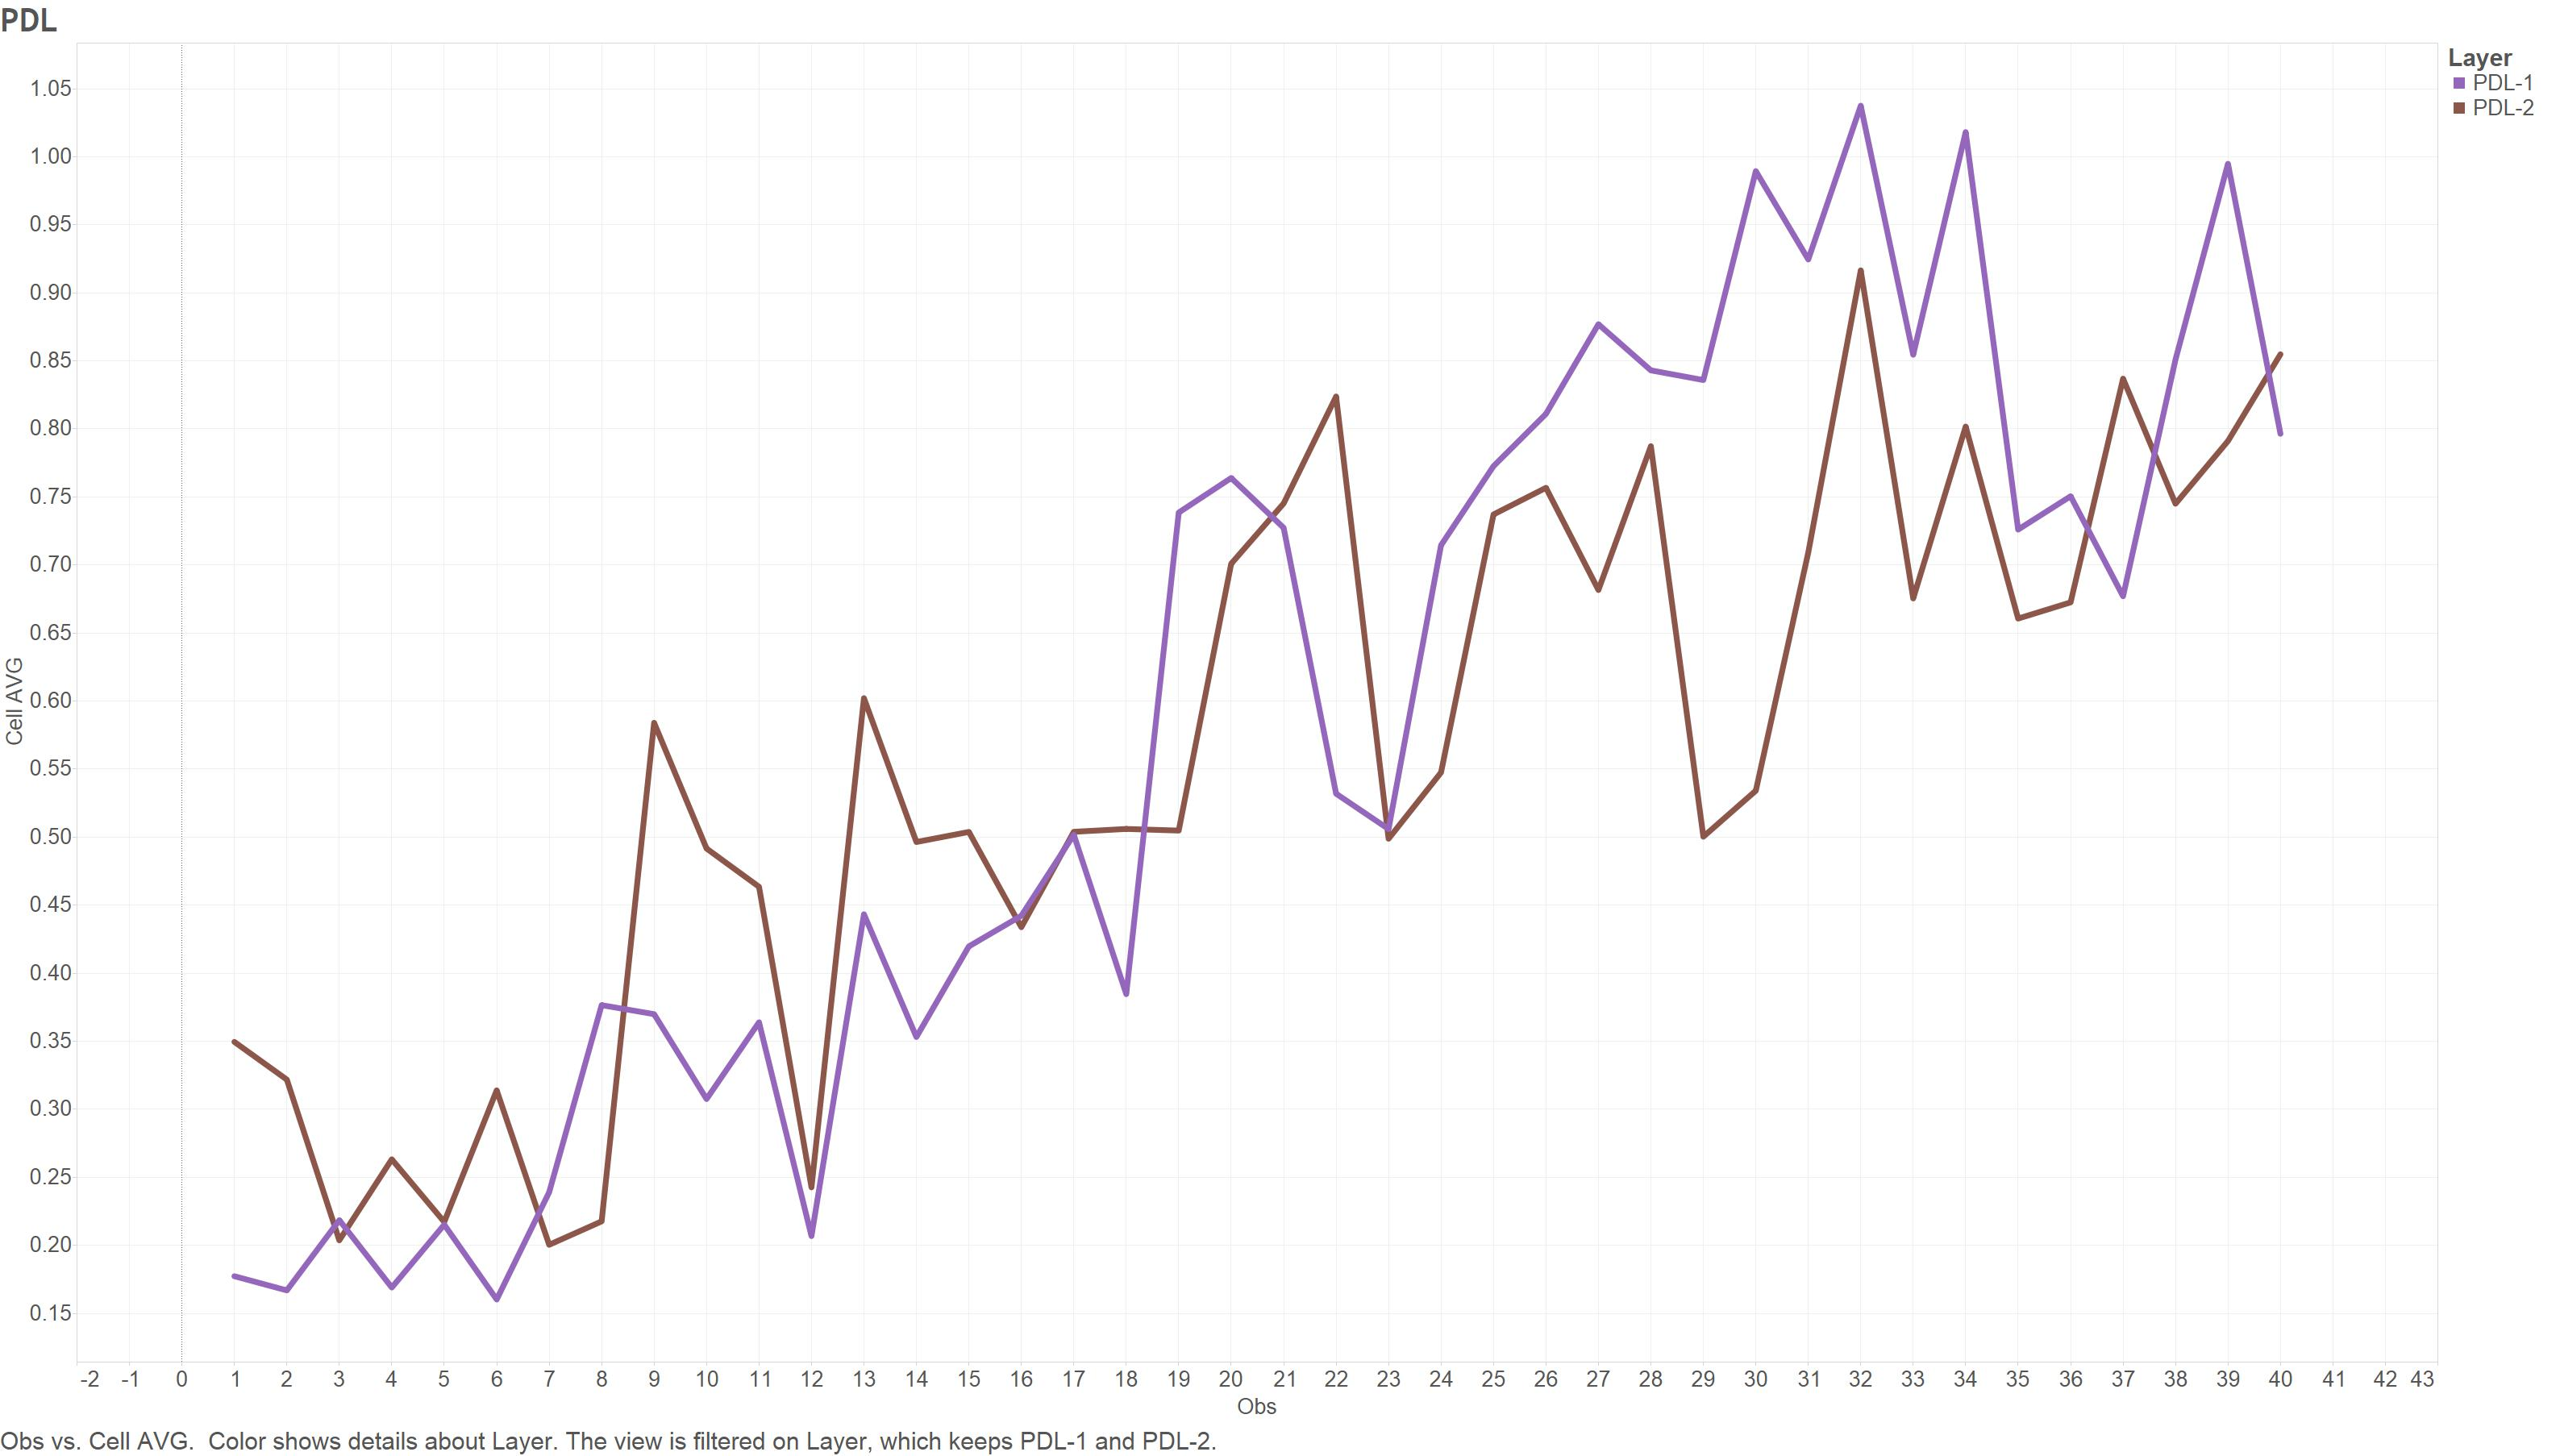 PDL
Layer
PDL-1
PDL-2
1.05
1.00
0.95
0.90
0.85
0.80
0.75
0.70
0.65
0.60
0.55
0.50
0.45
0.40
0.35
0.30
0.25
0.20
0.15
Cell AVG
-2 -1 0 1 2 3 4 5 6 7 8 9 10 11 12 13 14 15 16 17 18 19 20 21 22 23 24 25 26 27 28 29 30 31 32 33 34 35 36 37 38 39 40 41 42 43
Obs
Obs vs. Cell AVG.  Color shows details about Layer. The view is filtered on Layer, which keeps PDL-1 and PDL-2.